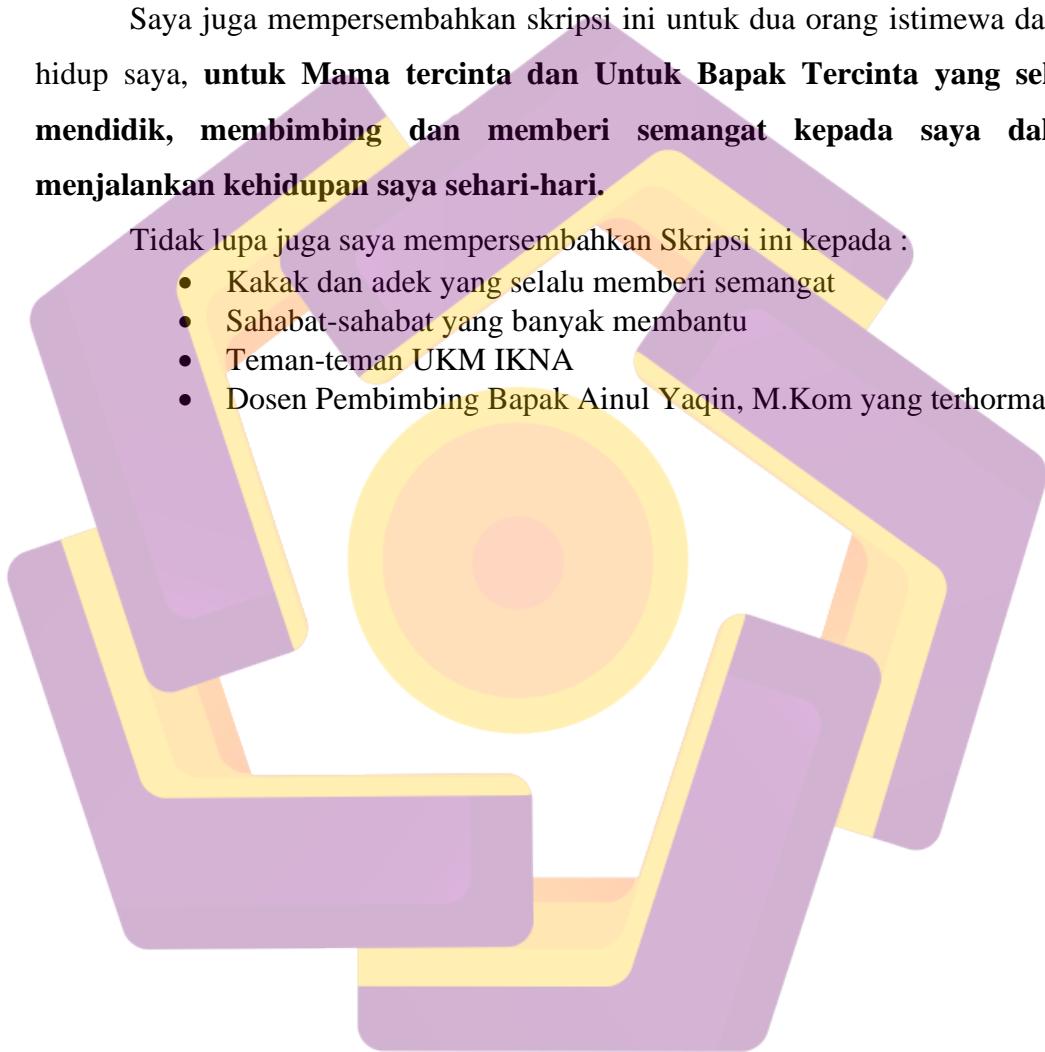 Saya juga mempersembahkan skripsi ini untuk dua orang istimewa da
hidup saya, untuk Mama tercinta dan Untuk Bapak Tercinta yang sel
mendidik, membimbing dan memberi semangat kepada saya dal
menjalankan kehidupan saya sehari-hari.
Tidak lupa juga saya mempersembahkan Skripsi ini kepada :
• Kakak dan adek yang selalu memberi semangat
• Sahabat-sahabat yang banyak membantu
• Teman-teman UKM IKNA
• Dosen Pembimbing Bapak Ainul Yaqin, M.Kom yang terhorma